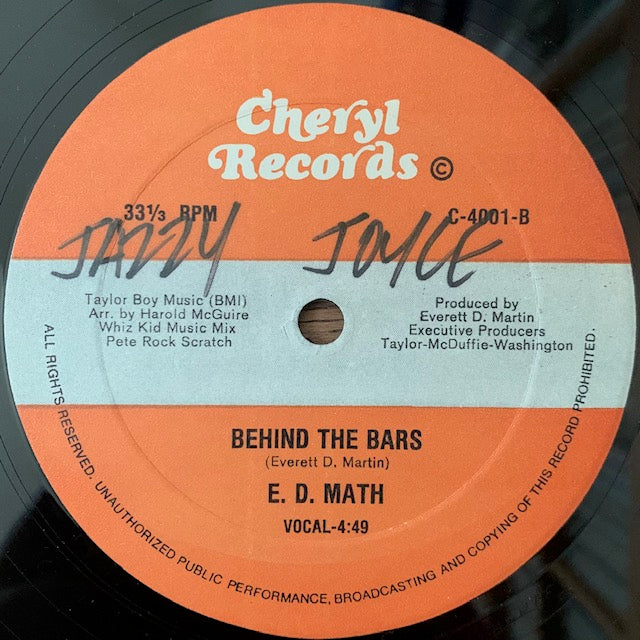 Cheryl
Records ©
33⅓ RPM
C-4001-B
JAZZY JOYCE
Taylor Boy Music (BMI)
Arr. by Harold McGuire
Whiz Kid Music Mix
Pete Rock Scratch
Produced by
Everett D. Martin
Executive Producers
Taylor-McDuffie-Washington
BEHIND THE BARS
(Everett D. Martin)
E. D. MATH
VOCAL-4:49
ALL RIGHTS RESERVED. UNAUTHORIZED PUBLIC PERFORMANCE, BROADCASTING AND COPYING OF THIS RECORD PROHIBITED.